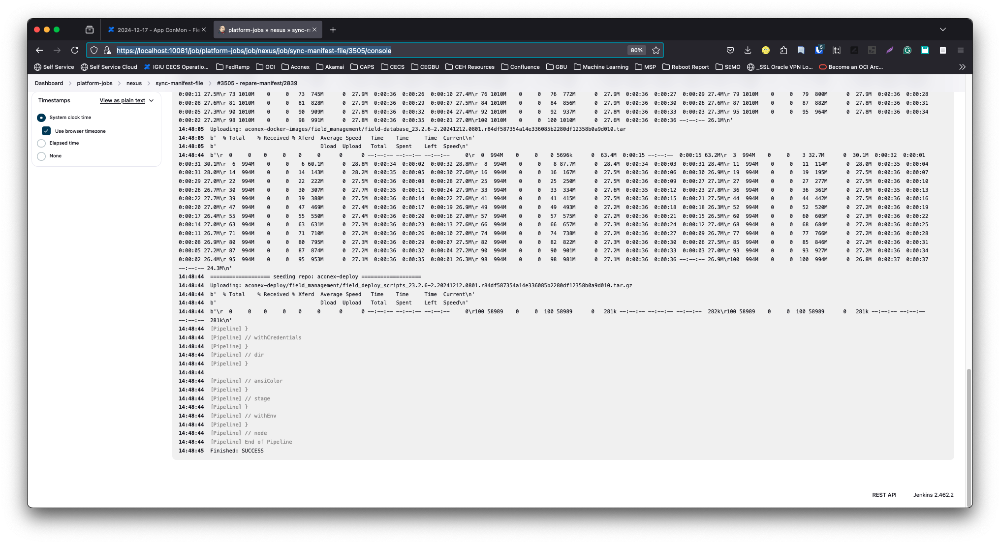 2024-12-17 - App ConMon - Fie
platform-jobs » nexus » sync-m
https://localhost:10081/job/platform-jobs/job/nexus/job/sync-manifest-file/3505/console
80%
5
Self Service
Self Service Cloud
IGIU CECS Operatio...
FedRamp
OCI
Aconex
Akamai
CAPS
CECS
CEGBU
CEH Resources
Confluence
GBU
Machine Learning
MSP
Reboot Report
SEMO
_SSL Oracle VPN Lo...
Become an OCI Arc...
Dashboard > platform-jobs > nexus > sync-manifest-file > #3505 - repare-manifest/2839
Timestamps
View as plain text
System clock time
Use browser timezone
Elapsed time
None
0:00:11 27.5M\r 73 1010M 0 0 73 745M 0 27.9M 0:00:36 0:00:26 0:00:10 27.4M\r 76 1010M 0 0 76 772M 0 27.9M 0:00:36 0:00:27 0:00:09 27.4M\r 79 1010M 0 0 79 800M 0 27.9M 0:00:36 0:00:28
0:00:08 27.6M\r 81 1010M 0 0 81 828M 0 27.9M 0:00:36 0:00:29 0:00:07 27.5M\r 84 1010M 0 0 84 856M 0 27.9M 0:00:36 0:00:30 0:00:06 27.6M\r 87 1010M 0 0 87 882M 0 27.8M 0:00:36 0:00:31
0:00:05 27.3M\r 90 1010M 0 0 90 909M 0 27.8M 0:00:36 0:00:32 0:00:04 27.4M\r 92 1010M 0 0 92 937M 0 27.8M 0:00:36 0:00:33 0:00:03 27.3M\r 95 1010M 0 0 95 964M 0 27.8M 0:00:36 0:00:34
0:00:02 27.2M\r 98 1010M 0 0 98 991M 0 27.8M 0:00:36 0:00:35 0:00:01 27.0M\r100 1010M 0 0 100 1010M 0 27.6M 0:00:36 0:00:36 --:--:-- 26.1M\n'
14:48:05 Uploading: aconex-docker-images/field_management/field-database_23.2.6-2.20241212.0801.r84df587354a14e336085b2280df12358b0a9d010.tar
14:48:05 b' % Total % Received % Xferd Average Speed Time Time Time Current\n'
14:48:05 b' Dload Upload Total Spent Left Speed\n'
14:48:44 b'\r 0 0 0 0 0 0 0 0 --:--:-- --:--:-- --:--:-- 0\r 0 994M 0 0 0 5696k 0 63.4M 0:00:15 --:--:-- 0:00:15 63.2M\r 3 994M 0 0 3 32.7M 0 30.1M 0:00:32 0:00:01
0:00:31 30.1M\r 6 994M 0 0 6 60.1M 0 28.8M 0:00:34 0:00:02 0:00:32 28.8M\r 8 994M 0 0 8 87.7M 0 28.4M 0:00:34 0:00:03 0:00:31 28.4M\r 11 994M 0 0 11 114M 0 28.0M 0:00:35 0:00:04
0:00:31 28.0M\r 14 994M 0 0 14 143M 0 28.2M 0:00:35 0:00:05 0:00:30 27.6M\r 16 994M 0 0 16 167M 0 27.5M 0:00:36 0:00:06 0:00:30 26.9M\r 19 994M 0 0 19 195M 0 27.5M 0:00:36 0:00:07
0:00:29 27.0M\r 22 994M 0 0 22 222M 0 27.5M 0:00:36 0:00:08 0:00:28 27.0M\r 25 994M 0 0 25 250M 0 27.5M 0:00:36 0:00:09 0:00:27 27.1M\r 27 994M 0 0 27 277M 0 27.5M 0:00:36 0:00:10
0:00:26 26.7M\r 30 994M 0 0 30 307M 0 27.7M 0:00:35 0:00:11 0:00:24 27.9M\r 33 994M 0 0 33 334M 0 27.6M 0:00:35 0:00:12 0:00:23 27.8M\r 36 994M 0 0 36 361M 0 27.6M 0:00:35 0:00:13
0:00:22 27.7M\r 39 994M 0 0 39 388M 0 27.5M 0:00:36 0:00:14 0:00:22 27.6M\r 41 994M 0 0 41 415M 0 27.5M 0:00:36 0:00:15 0:00:21 27.5M\r 44 994M 0 0 44 442M 0 27.5M 0:00:36 0:00:16
0:00:20 27.0M\r 47 994M 0 0 47 469M 0 27.4M 0:00:36 0:00:17 0:00:19 26.9M\r 49 994M 0 0 49 493M 0 27.2M 0:00:36 0:00:18 0:00:18 26.3M\r 52 994M 0 0 52 520M 0 27.2M 0:00:36 0:00:19
0:00:17 26.4M\r 55 994M 0 0 55 550M 0 27.4M 0:00:36 0:00:20 0:00:16 27.0M\r 57 994M 0 0 57 575M 0 27.2M 0:00:36 0:00:21 0:00:15 26.5M\r 60 994M 0 0 60 605M 0 27.3M 0:00:36 0:00:22
0:00:14 27.0M\r 63 994M 0 0 63 631M 0 27.3M 0:00:36 0:00:23 0:00:13 27.6M\r 66 994M 0 0 66 657M 0 27.3M 0:00:36 0:00:24 0:00:12 27.4M\r 68 994M 0 0 68 684M 0 27.2M 0:00:36 0:00:25
0:00:11 26.7M\r 71 994M 0 0 71 710M 0 27.2M 0:00:36 0:00:26 0:00:10 27.0M\r 74 994M 0 0 74 738M 0 27.2M 0:00:36 0:00:27 0:00:09 26.7M\r 77 994M 0 0 77 766M 0 27.2M 0:00:36 0:00:28
0:00:08 26.9M\r 80 994M 0 0 80 795M 0 27.3M 0:00:36 0:00:29 0:00:07 27.5M\r 82 994M 0 0 82 822M 0 27.3M 0:00:36 0:00:30 0:00:06 27.5M\r 85 994M 0 0 85 846M 0 27.2M 0:00:36 0:00:31
0:00:05 27.2M\r 87 994M 0 0 87 874M 0 27.2M 0:00:36 0:00:32 0:00:04 27.2M\r 90 994M 0 0 90 901M 0 27.2M 0:00:36 0:00:33 0:00:03 27.0M\r 93 994M 0 0 93 927M 0 27.2M 0:00:36 0:00:34
0:00:02 26.4M\r 95 994M 0 0 95 953M 0 27.1M 0:00:36 0:00:35 0:00:01 26.3M\r 98 994M 0 0 98 981M 0 27.1M 0:00:36 0:00:36 --:--:-- 26.9M\r100 994M 0 0 100 994M 0 26.8M 0:00:37 0:00:37
--:--:-- 24.3M\n'
14:48:44 =================== seeding repo: aconex-deploy ===================
14:48:44 Uploading: aconex-deploy/field_management/field_deploy_scripts_23.2.6-2.20241212.0801.r84df587354a14e336085b2280df12358b0a9d010.tar.gz
14:48:44 b' % Total % Received % Xferd Average Speed Time Time Time Current\n'
14:48:44 b' Dload Upload Total Spent Left Speed\n'
14:48:44 b'\r 0 0 0 0 0 0 0 0 --:--:-- --:--:-- --:--:-- 0\r100 58989 0 0 100 58989 0 281k --:--:-- --:--:-- --:--:-- 282k\r100 58989 0 0 100 58989 0 281k --:--:-- --:--:--
--:--:-- 281k\n'
14:48:44 [Pipeline] }
14:48:44 [Pipeline] // withCredentials
14:48:44 [Pipeline] }
14:48:44 [Pipeline] // dir
14:48:44 [Pipeline] }
14:48:44
14:48:44 [Pipeline] // ansiColor
14:48:44 [Pipeline] }
14:48:44 [Pipeline] // stage
14:48:44 [Pipeline] }
14:48:44 [Pipeline] // withEnv
14:48:44 [Pipeline] }
14:48:44 [Pipeline] // node
14:48:44 [Pipeline] End of Pipeline
14:48:45 Finished: SUCCESS
REST API
Jenkins 2.462.2